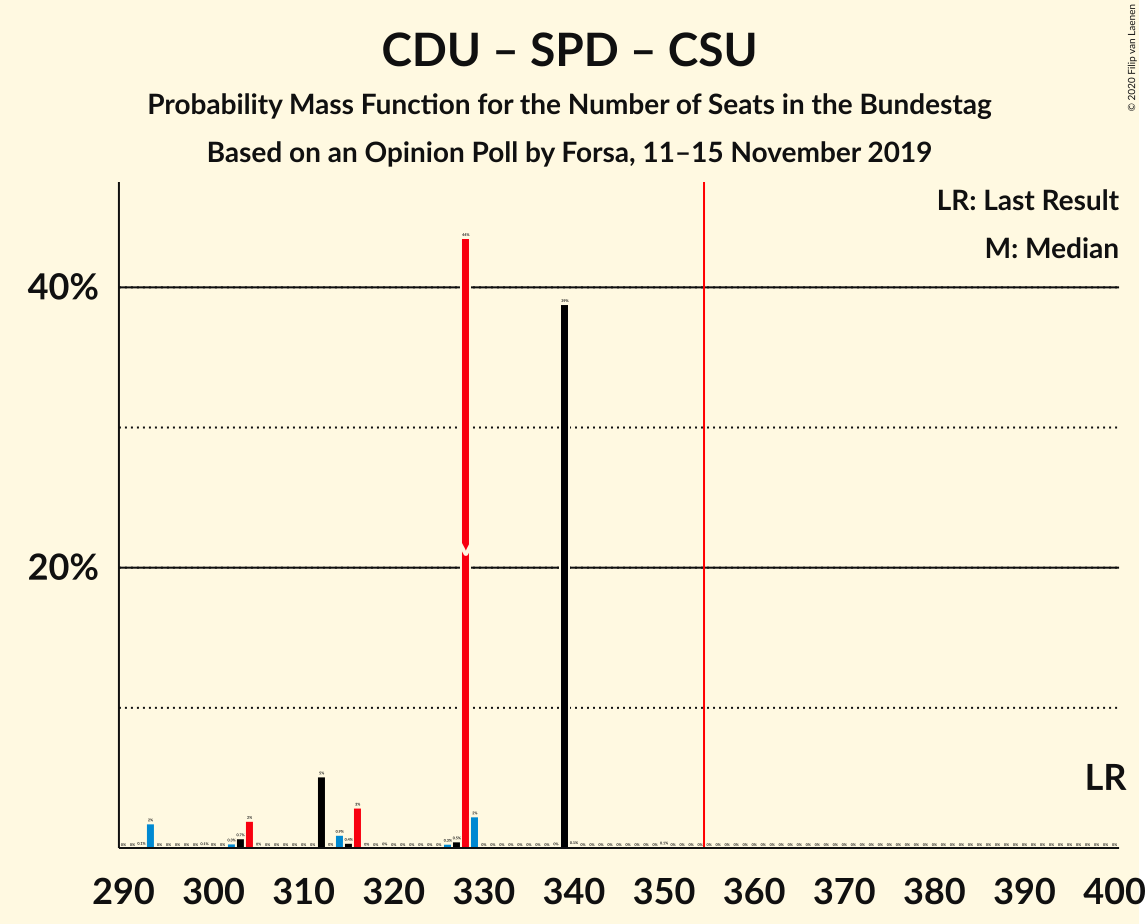 CDU – SPD – CSU
Probability Mass Function for the Number of Seats in the Bundestag
Based on an Opinion Poll by Forsa, 11–15 November 2019
© 2020 Filip van Laenen
LR: Last Result
M: Median
40%
20%
LR
290 300 310 320 330 340 350 360 370 380 390 400